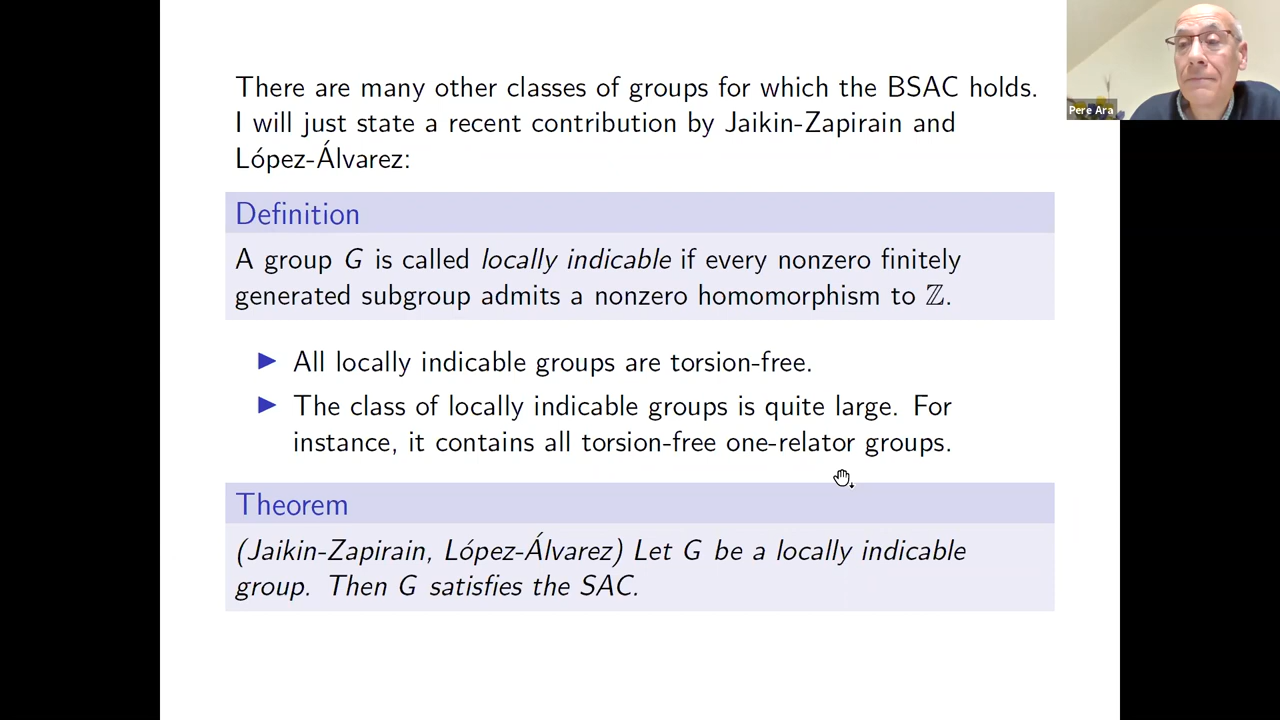 There are many other classes of groups for which the BSAC holds.
I will just state a recent contribution by Jaikin-Zapirain and
López-Álvarez:
Definition
A group G is called locally indicable if every nonzero finitely
generated subgroup admits a nonzero homomorphism to ℤ.
▶ All locally indicable groups are torsion-free.
▶ The class of locally indicable groups is quite large. For
instance, it contains all torsion-free one-relator groups.
Theorem
(Jaikin-Zapirain, López-Álvarez) Let G be a locally indicable
group. Then G satisfies the SAC.
Pere Ara